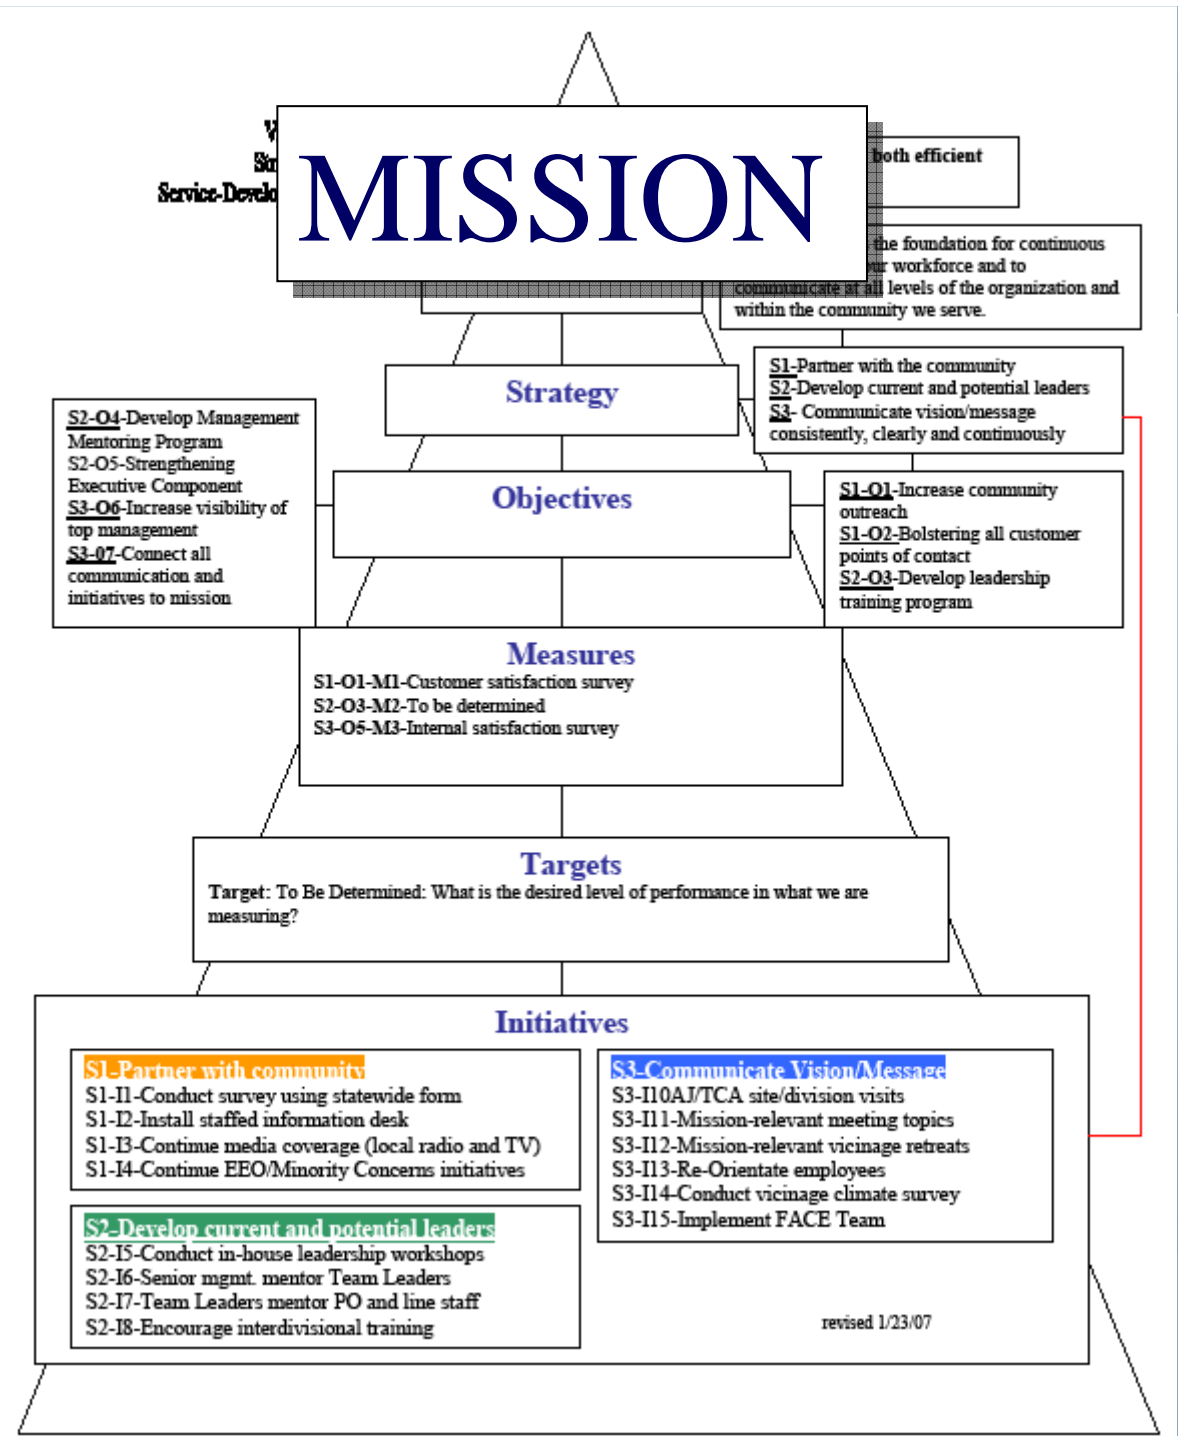 MISSION
Service-Develo
both efficient
the foundation for continuous
workforce and to
communicate at all levels of the organization and
within the community we serve.
Strategy
S1-Partner with the community
S2-Develop current and potential leaders
S3- Communicate vision/message
consistently, clearly and continuously
S2-O4-Develop Management
Mentoring Program
S2-O5-Strengthening
Executive Component
S3-O6-Increase visibility of
top management
S3-07-Connect all
communication and
initiatives to mission
Objectives
S1-O1-Increase community
outreach
S1-O2-Bolstering all customer
points of contact
S2-O3-Develop leadership
training program
Measures
S1-O1-M1-Customer satisfaction survey
S2-O3-M2-To be determined
S3-O5-M3-Internal satisfaction survey
Targets
Target: To Be Determined: What is the desired level of performance in what we are
measuring?
Initiatives
S1-Partner with community
S1-I1-Conduct survey using statewide form
S1-I2-Install staffed information desk
S1-I3-Continue media coverage (local radio and TV)
S1-I4-Continue EEO/Minority Concerns initiatives
S2-Develop current and potential leaders
S2-I5-Conduct in-house leadership workshops
S2-I6-Senior mgmt. mentor Team Leaders
S2-I7-Team Leaders mentor PO and line staff
S2-I8-Encourage interdivisional training
S3-Communicate Vision/Message
S3-I10AJ/TCA site/division visits
S3-I11-Mission-relevant meeting topics
S3-I12-Mission-relevant vicinage retreats
S3-I13-Re-Orientate employees
S3-I14-Conduct vicinage climate survey
S3-I15-Implement FACE Team
revised 1/23/07